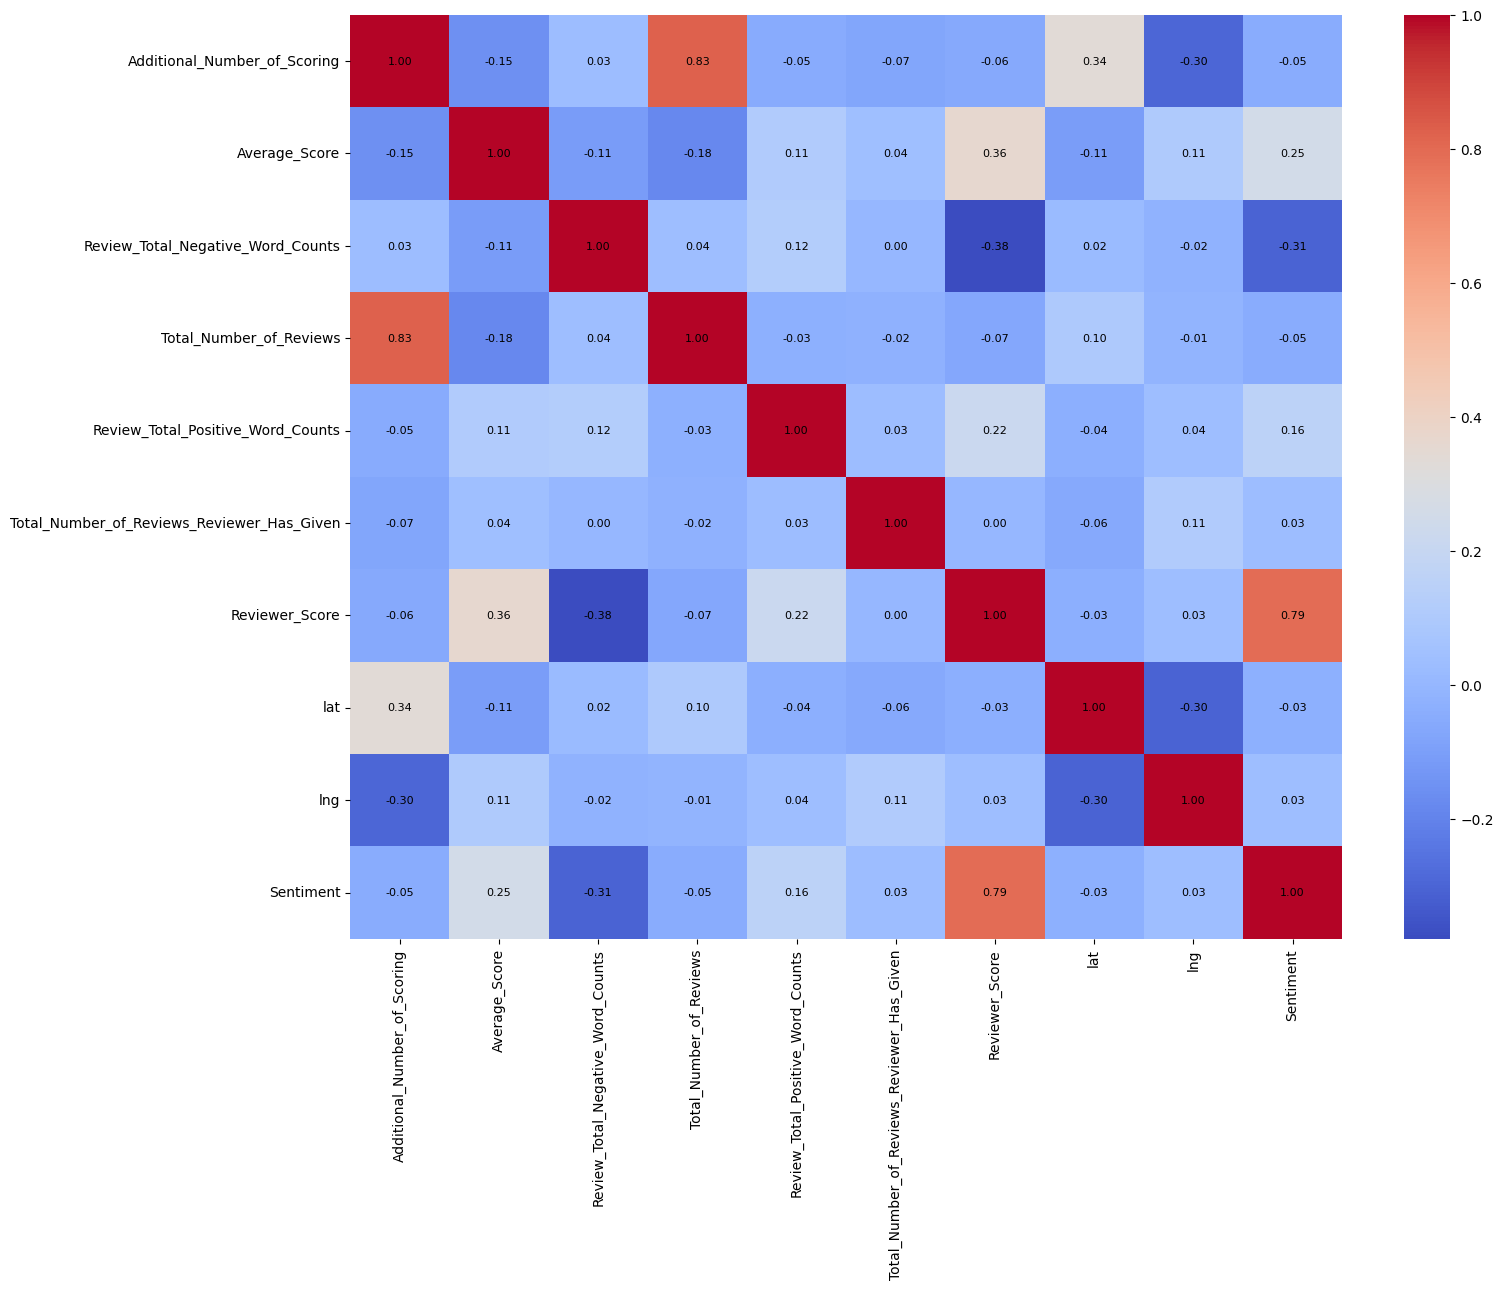 Additional_Number_of_Scoring 1.00 -0.15 0.03 0.83 -0.05 -0.07 -0.06 0.34 -0.30 -0.05
Average_Score -0.15 1.00 -0.11 -0.18 0.11 0.04 0.36 -0.11 0.11 0.25
Review_Total_Negative_Word_Counts 0.03 -0.11 1.00 0.04 0.12 0.00 -0.38 0.02 -0.02 -0.31
Total_Number_of_Reviews 0.83 -0.18 0.04 1.00 -0.03 -0.02 -0.07 0.10 -0.01 -0.05
Review_Total_Positive_Word_Counts -0.05 0.11 0.12 -0.03 1.00 0.03 0.22 -0.04 0.04 0.16
Total_Number_of_Reviews_Reviewer_Has_Given -0.07 0.04 0.00 -0.02 0.03 1.00 0.00 -0.06 0.11 0.03
Reviewer_Score -0.06 0.36 -0.38 -0.07 0.22 0.00 1.00 -0.03 0.03 0.79
lat 0.34 -0.11 0.02 0.10 -0.04 -0.06 -0.03 1.00 -0.30 -0.03
lng -0.30 0.11 -0.02 -0.01 0.04 0.11 0.03 -0.30 1.00 0.03
Sentiment -0.05 0.25 -0.31 -0.05 0.16 0.03 0.79 -0.03 0.03 1.00
Additional_Number_of_Scoring
Average_Score
Review_Total_Negative_Word_Counts
Total_Number_of_Reviews
Review_Total_Positive_Word_Counts
Total_Number_of_Reviews_Reviewer_Has_Given
Reviewer_Score
lat
lng
Sentiment
1.0
0.8
0.6
0.4
0.2
0.0
−0.2